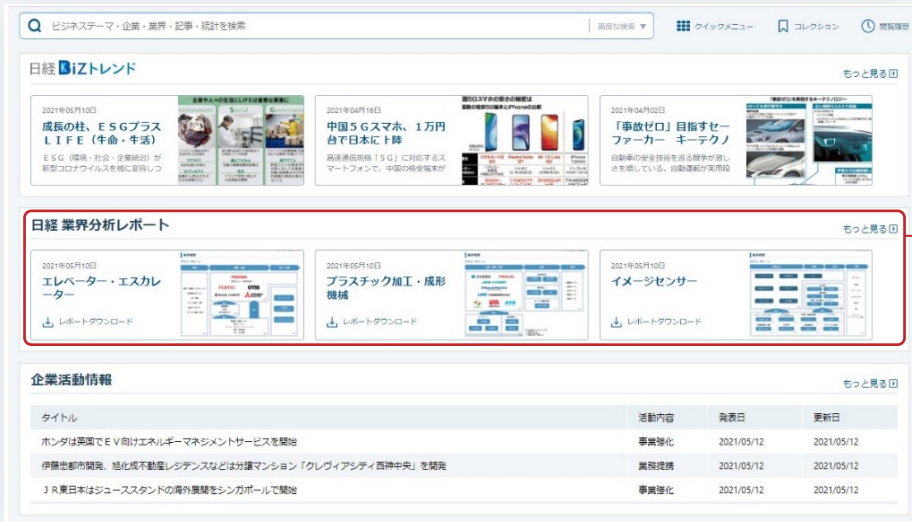 ビジネステーマ・企業・業界・記事・統計を検索
高度な検索 ▼
クイックメニュー
コレクション
閲覧履歴
日経 BiZトレンド
もっと見る
2021年05月10日
成長の柱、ESGプラス
LIFE（生命・生活）
ESG（環境・社会・企業統治）が
新型コロナウイルスを機に変容しつ
企業や人々の生活にLIFEは重要な要素に
2021年04月16日
中国5Gスマホ、1万円
台で日本に上陸
高速通信規格「5G」に対応するス
マートフォンで、中国の格安端末が
2021年04月02日
「事故ゼロ」目指すセー
ファーカー キーテクノ
自動車の安全技術を巡る競争が激し
さを増している。自動運転が実用段
日経 業界分析レポート
もっと見る
2021年05月10日
エレベーター・エスカレ
ーター
レポートダウンロード
FUJITEC OTIS
2021年05月10日
プラスチック加工・成形
機械
レポートダウンロード
2021年05月10日
イメージセンサー
レポートダウンロード
企業活動情報
もっと見る
タイトル 活動内容 発表日 更新日
ホンダは英国でＥＶ向けエネルギーマネジメントサービスを開始 事業強化 2021/05/12 2021/05/12
伊藤忠都市開発、旭化成不動産レジデンスなどは分譲マンション「クレヴィアシティ西神中央」を開発 業務提携 2021/05/12 2021/05/12
ＪＲ東日本はジューススタンドの海外展開をシンガポールで開始 事業強化 2021/05/12 2021/05/12